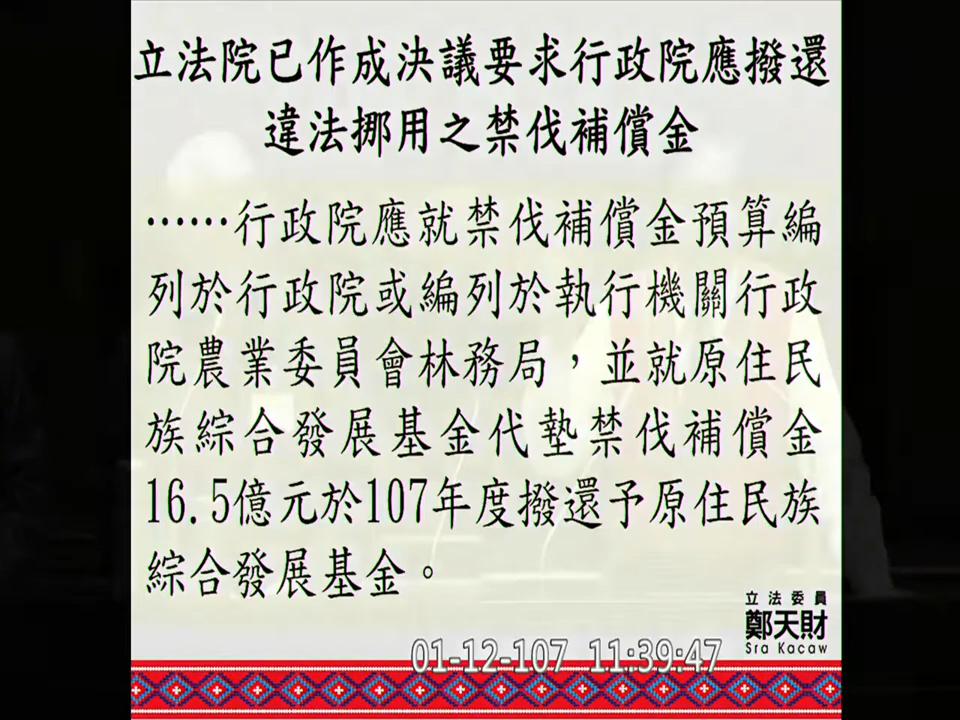 立法院已作成決議要求行政院應撥還
違法挪用之禁伐補償金
……行政院應就禁伐補償金預算編
列於行政院或編列於執行機關行政
院農業委員會林務局，並就原住民
族綜合發展基金代墊禁伐補償金
16.5億元於107年度撥還予原住民族
綜合發展基金。
立法委員
鄭天財
Sra Kacaw
01-12-107 11:39:47